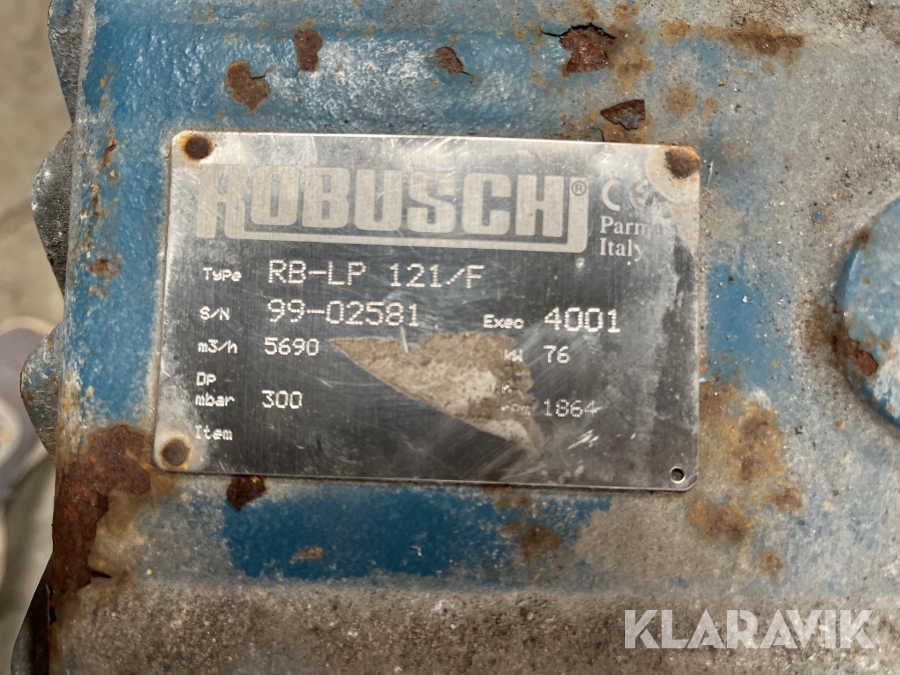 ROBUSCHI®
CE
Parma
Italy
Type RB-LP 121/F
S/N 99-02581 Exec 4001
m3/h 5690 kW 76
Dp
mbar 300 1864
Item
KLARAVIK